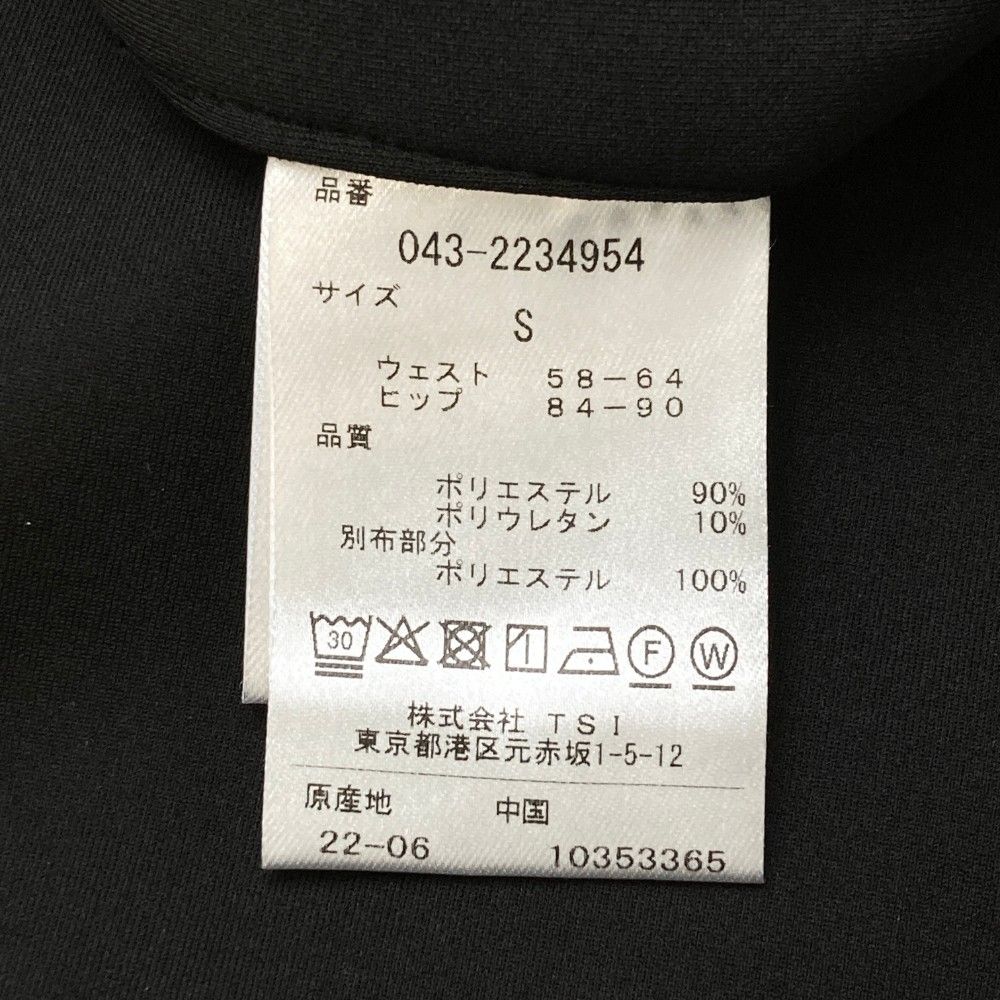 品番
043-2234954
サイズ
S
ウェスト 58-64
ヒップ 84-90
品質
ポリエステル 90%
ポリウレタン 10%
別布部分
ポリエステル 100%
30 F W
株式会社 TSI
東京都港区元赤坂1-5-12
原産地 中国
22-06 10353365